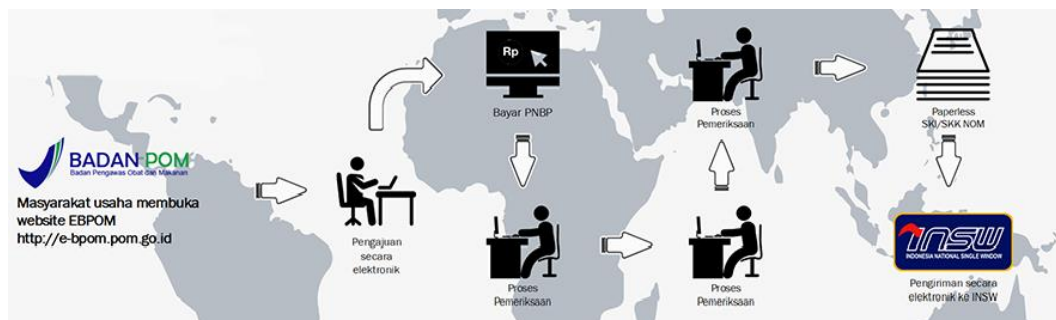 BADAN POM
Badan Pengawas Obat dan Makanan
Masyarakat usaha membuka
website EBPOM
http://e-bpom.pom.go.id
Pengajuan
secara
elektronik
Rp
Bayar PNBP
Proses
Pemeriksaan
Proses
Pemeriksaan
Proses
Pemeriksaan
Paperless
SKI/SKK NOM
INSW
INDONESIA NATIONAL SINGLE WINDOW
Pengiriman secara
elektronik ke INSW